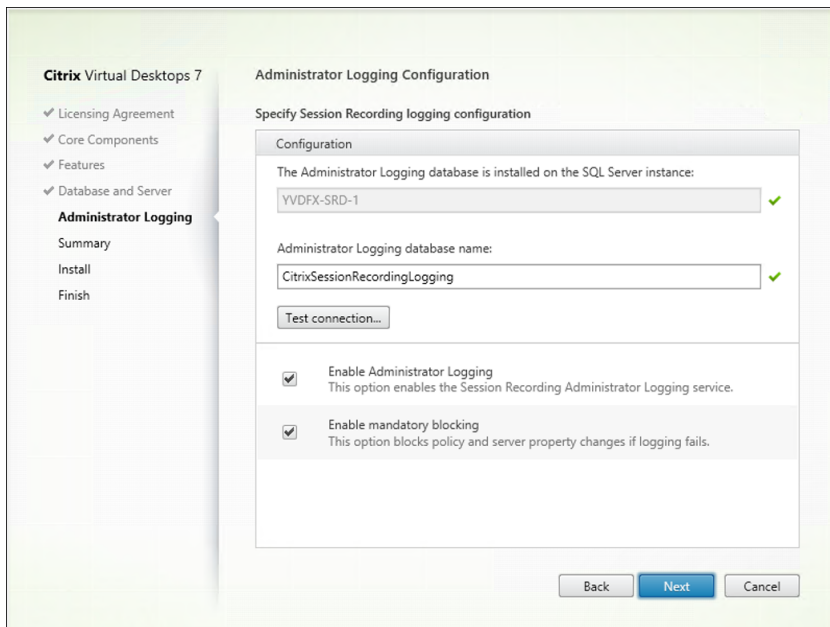 Citrix Virtual Desktops 7
Licensing Agreement
Core Components
Features
Database and Server
Administrator Logging
Summary
Install
Finish
Administrator Logging Configuration
Specify Session Recording logging configuration
Configuration
The Administrator Logging database is installed on the SQL Server instance:
YVDFX-SRD-1
Administrator Logging database name:
CitrixSessionRecordingLogging
Test connection...
Enable Administrator Logging
This option enables the Session Recording Administrator Logging service.
Enable mandatory blocking
This option blocks policy and server property changes if logging fails.
Back
Next
Cancel